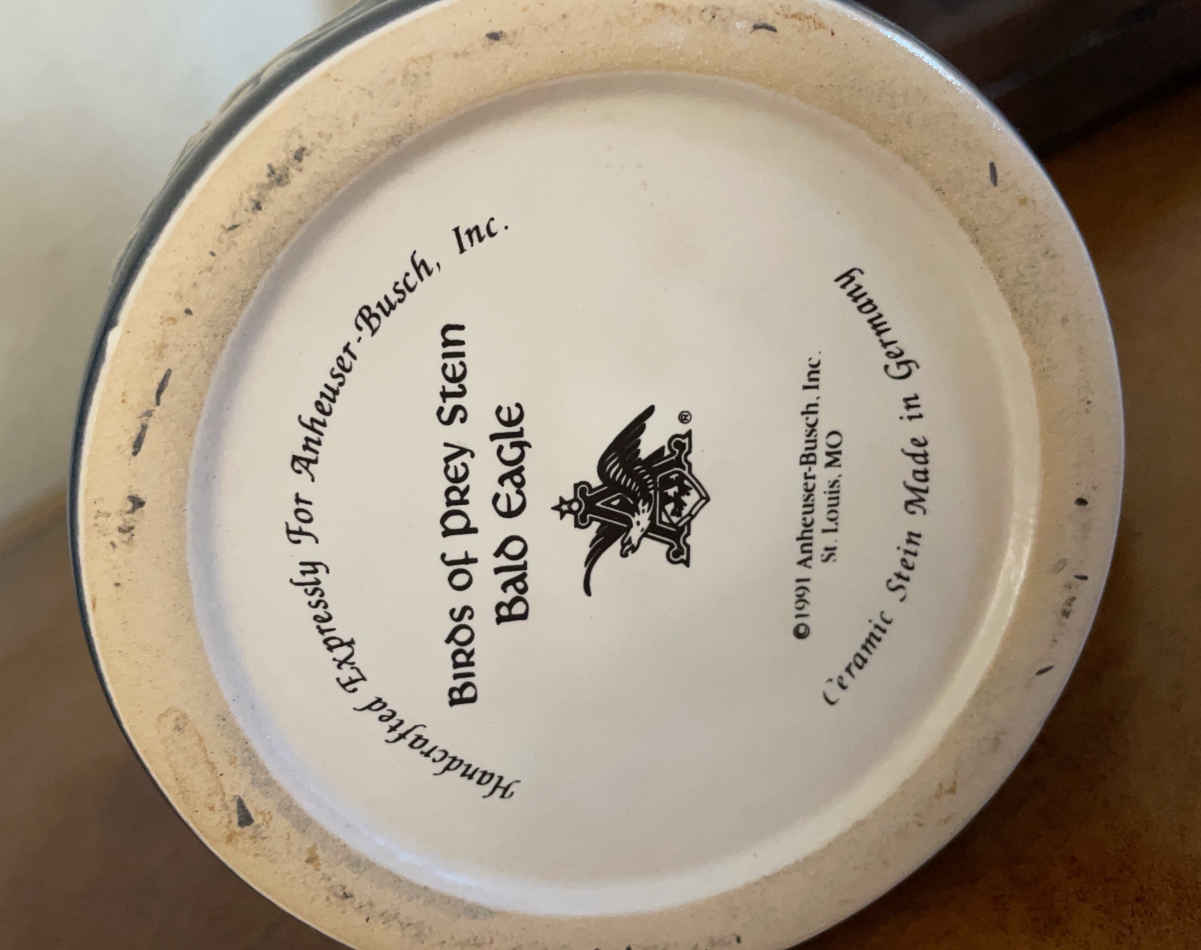 Handcrafted Expressly For Anheuser-Busch, Inc.
Birds of Prey Stein
Bald Eagle
®
©1991 Anheuser-Busch, Inc.
St. Louis, MO
Ceramic Stein Made in Germany